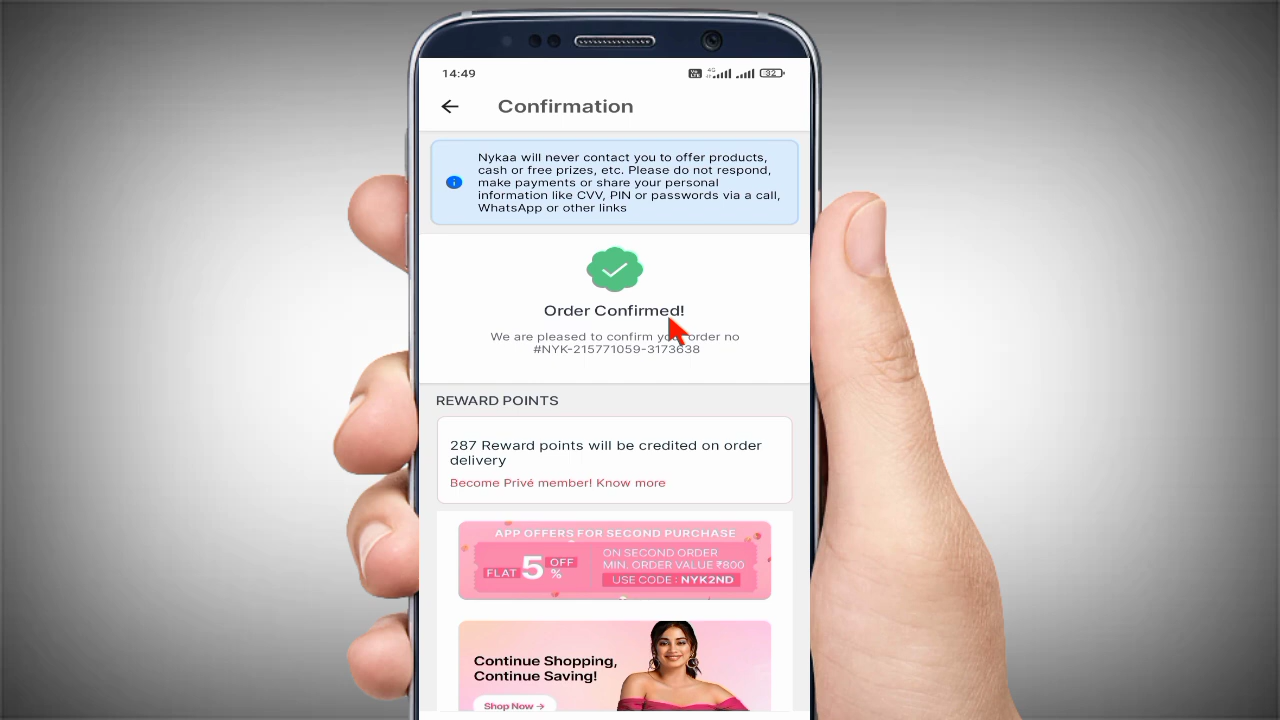 14:49
Vo
LTE
4G
32
Confirmation
Nykaa will never contact you to offer products,
cash or free prizes, etc. Please do not respond,
make payments or share your personal
information like CVV, PIN or passwords via a call,
WhatsApp or other links
Order Confirmed!
We are pleased to confirm your order no
#NYK-215771059-3173638
REWARD POINTS
287 Reward points will be credited on order
delivery
Become Privé member! Know more
APP OFFERS FOR SECOND PURCHASE
FLAT 5% OFF
ON SECOND ORDER
MIN. ORDER VALUE ₹800
USE CODE : NYK2ND
Continue Shopping,
Continue Saving!
Shop Now →